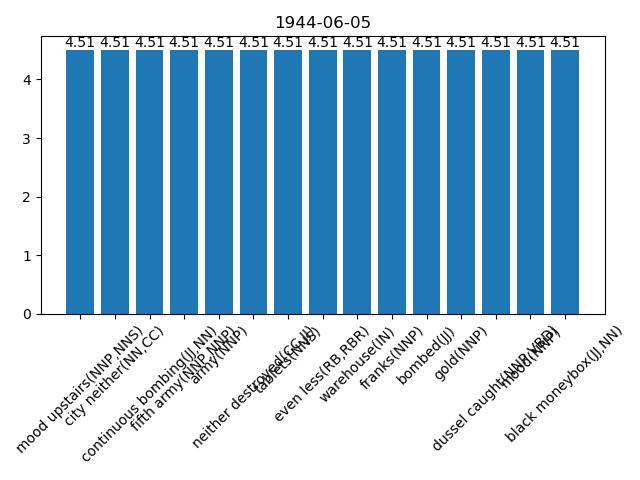 1944-06-05
4.51 4.51 4.51 4.51 4.51 4.51 4.51 4.51 4.51 4.51 4.51 4.51 4.51 4.51 4.51
4
3
2
1
0
mood upstairs(NNP,NNS)
city neither(NN,CC)
continuous bombing(JJ,NN)
fifth army(NNP,NNP)
army(NNP)
neither destroyed(CC,JJ)
tablets(NNS)
even less(RB,RBR)
warehouse(IN)
franks(NNP)
bombed(JJ)
gold(NNP)
dussel caught(NNP,VBD)
mood(NNP)
black moneybox(JJ,NN)